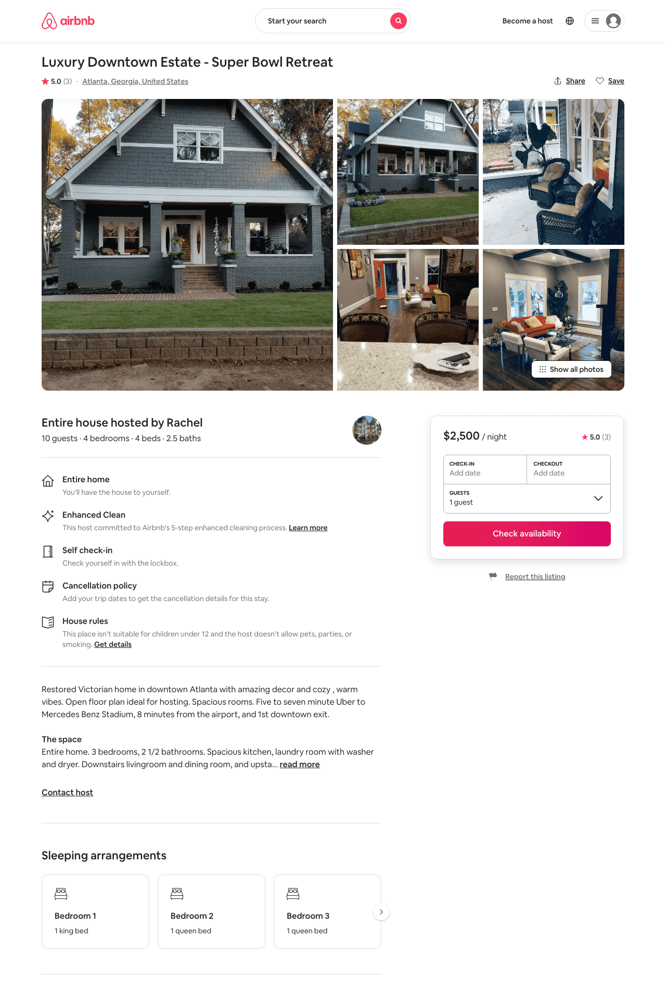 airbnb
Start your search
Become a host
Luxury Downtown Estate - Super Bowl Retreat
5.0 (3) · Atlanta, Georgia, United States
Share
Save
1402
Show all photos
Entire house hosted by Rachel
10 guests · 4 bedrooms · 4 beds · 2.5 baths
$2,500 / night
5.0 (3)
CHECK-IN
Add date
CHECKOUT
Add date
GUESTS
1 guest
Check availability
Report this listing
Entire home
You’ll have the house to yourself.
Enhanced Clean
This host committed to Airbnb's 5-step enhanced cleaning process. Learn more
Self check-in
Check yourself in with the lockbox.
Cancellation policy
Add your trip dates to get the cancellation details for this stay.
House rules
This place isn’t suitable for children under 12 and the host doesn’t allow pets, parties, or
smoking. Get details
Restored Victorian home in downtown Atlanta with amazing decor and cozy , warm
vibes. Open floor plan ideal for hosting. Spacious rooms. Five to seven minute Uber to
Mercedes Benz Stadium, 8 minutes from the airport, and 1st downtown exit.
The space
Entire home. 3 bedrooms, 2 1/2 bathrooms. Spacious kitchen, laundry room with washer
and dryer. Downstairs livingroom and dining room, and upsta... read more
Contact host
Sleeping arrangements
Bedroom 1
1 king bed
Bedroom 2
1 queen bed
Bedroom 3
1 queen bed